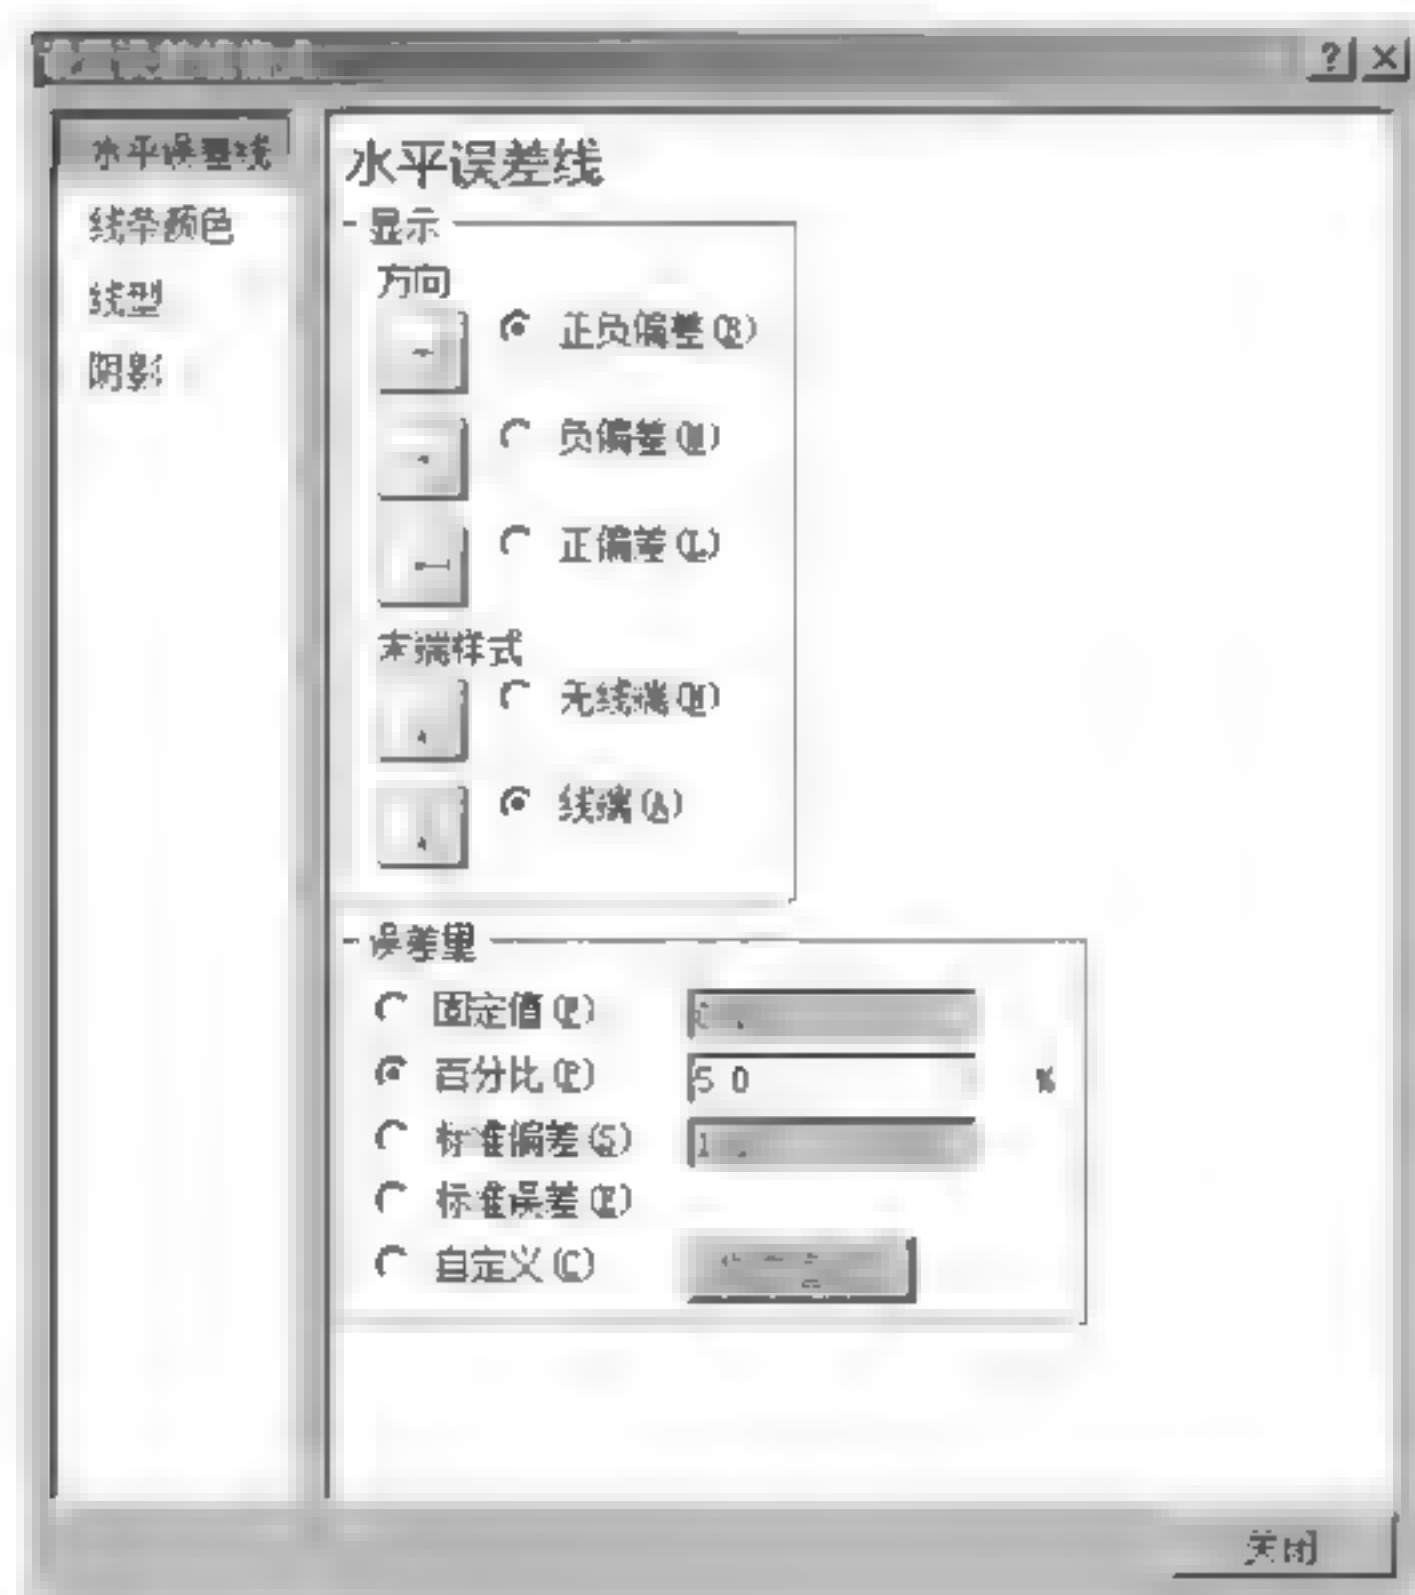 水平误差线
线条颜色
线型
阴影
水平误差线
显示
方向
正负偏差(B)
负偏差(M)
正偏差(L)
末端样式
无线端(N)
线端(A)
误差量
固定值(F)
百分比(P) 5 0 %
标准偏差(S) 1
标准误差(E)
自定义(C)
关闭